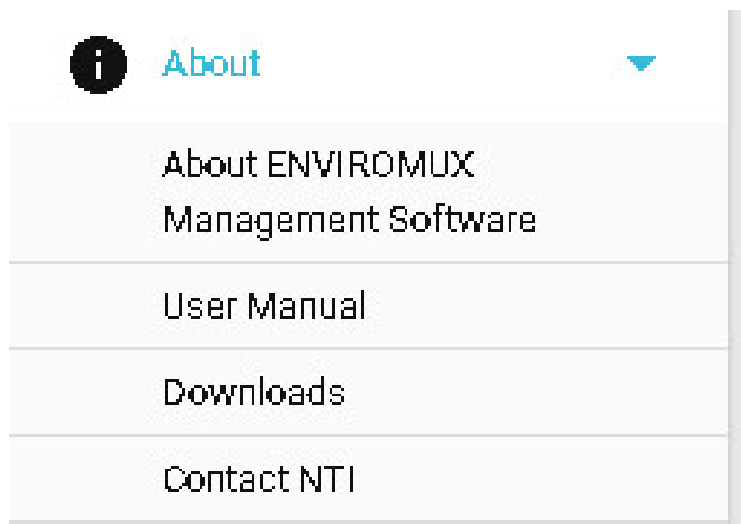 About
About ENVIROMUX
Management Software
User Manual
Downloads
Contact NTI